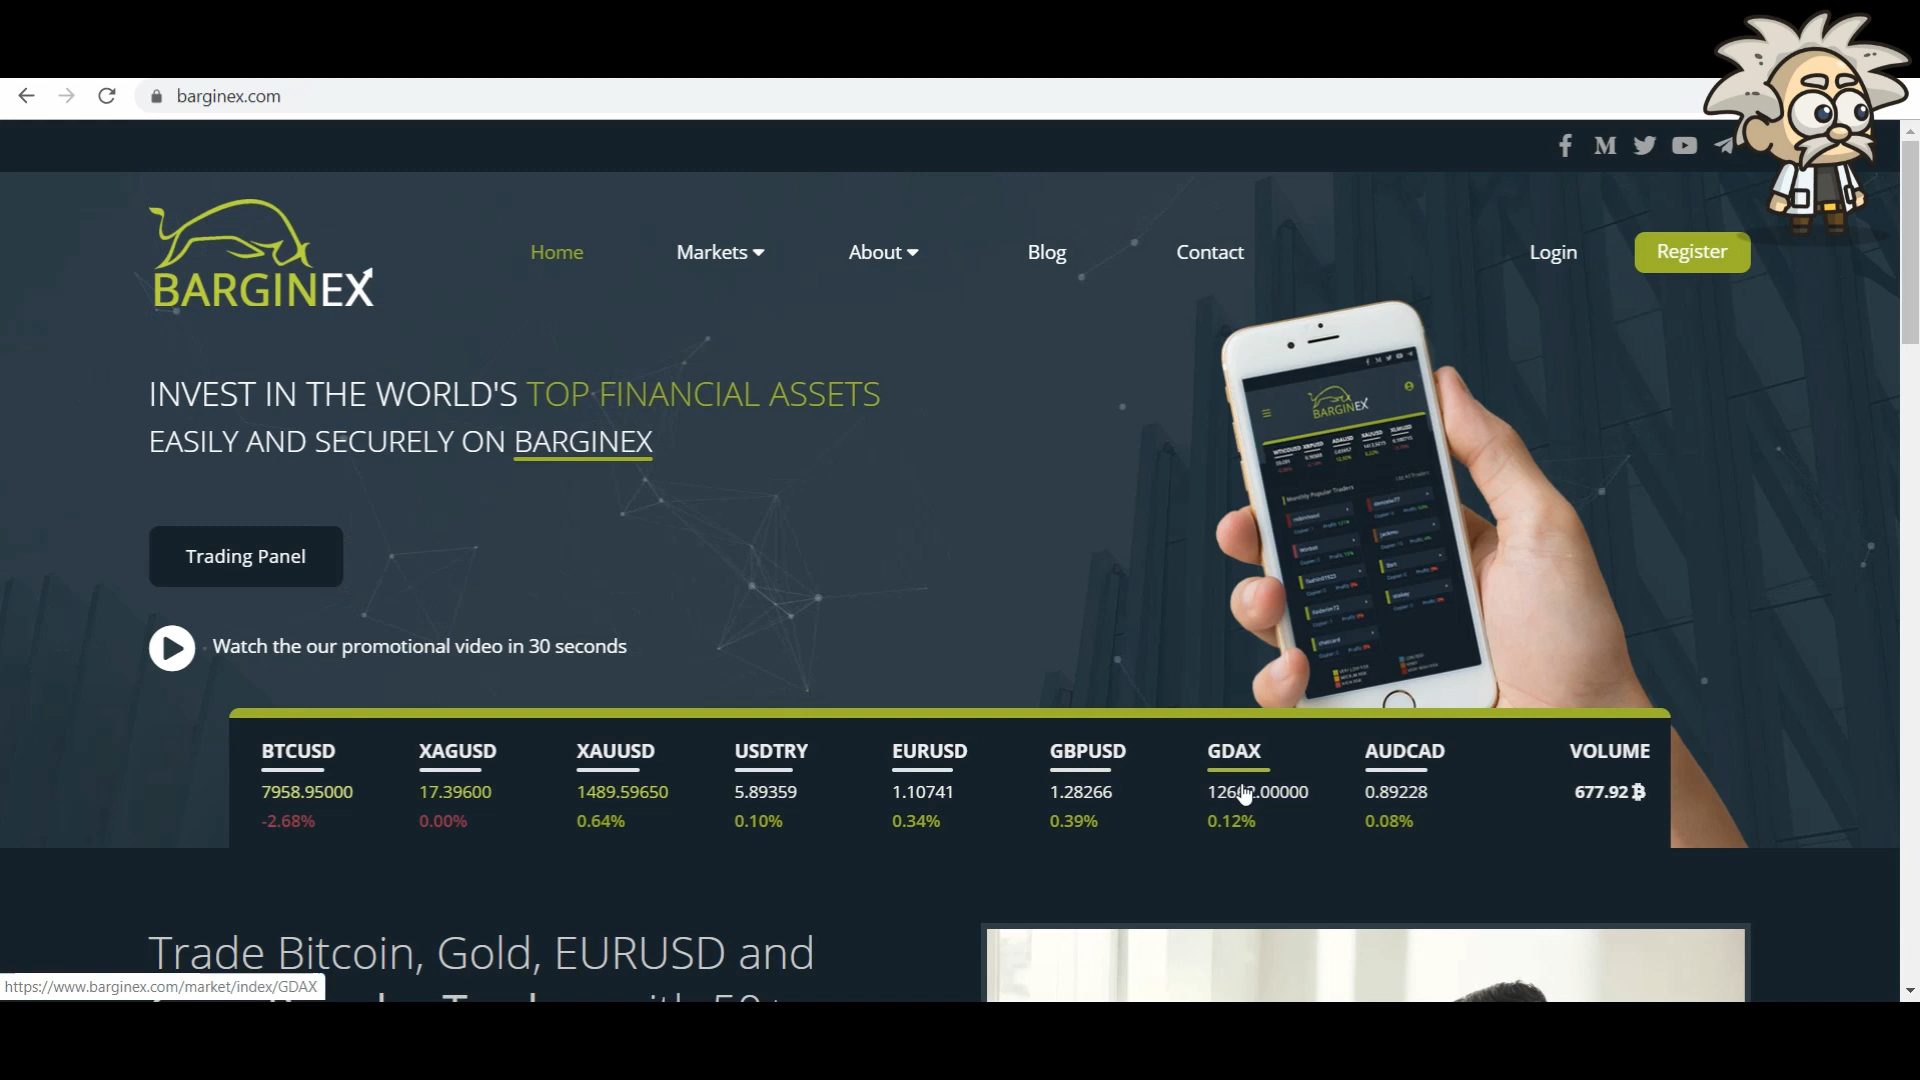 barginex.com
BARGINEX
Home Markets About Blog Contact Login Register
INVEST IN THE WORLD'S TOP FINANCIAL ASSETS
EASILY AND SECURELY ON BARGINEX
Trading Panel
Watch the our promotional video in 30 seconds
BARGINEX
Monthly Popular Traders
BTCUSD XAGUSD XAUUSD USDTRY EURUSD GBPUSD GDAX AUDCAD VOLUME
7958.95000 17.39600 1489.59650 5.89359 1.10741 1.28266 0.89228 677.92
-2.68% 0.00% 0.64% 0.10% 0.34% 0.39% 0.12% 0.08%
Trade Bitcoin, Gold, EURUSD and
https://www.barginex.com/market/index/GDAX